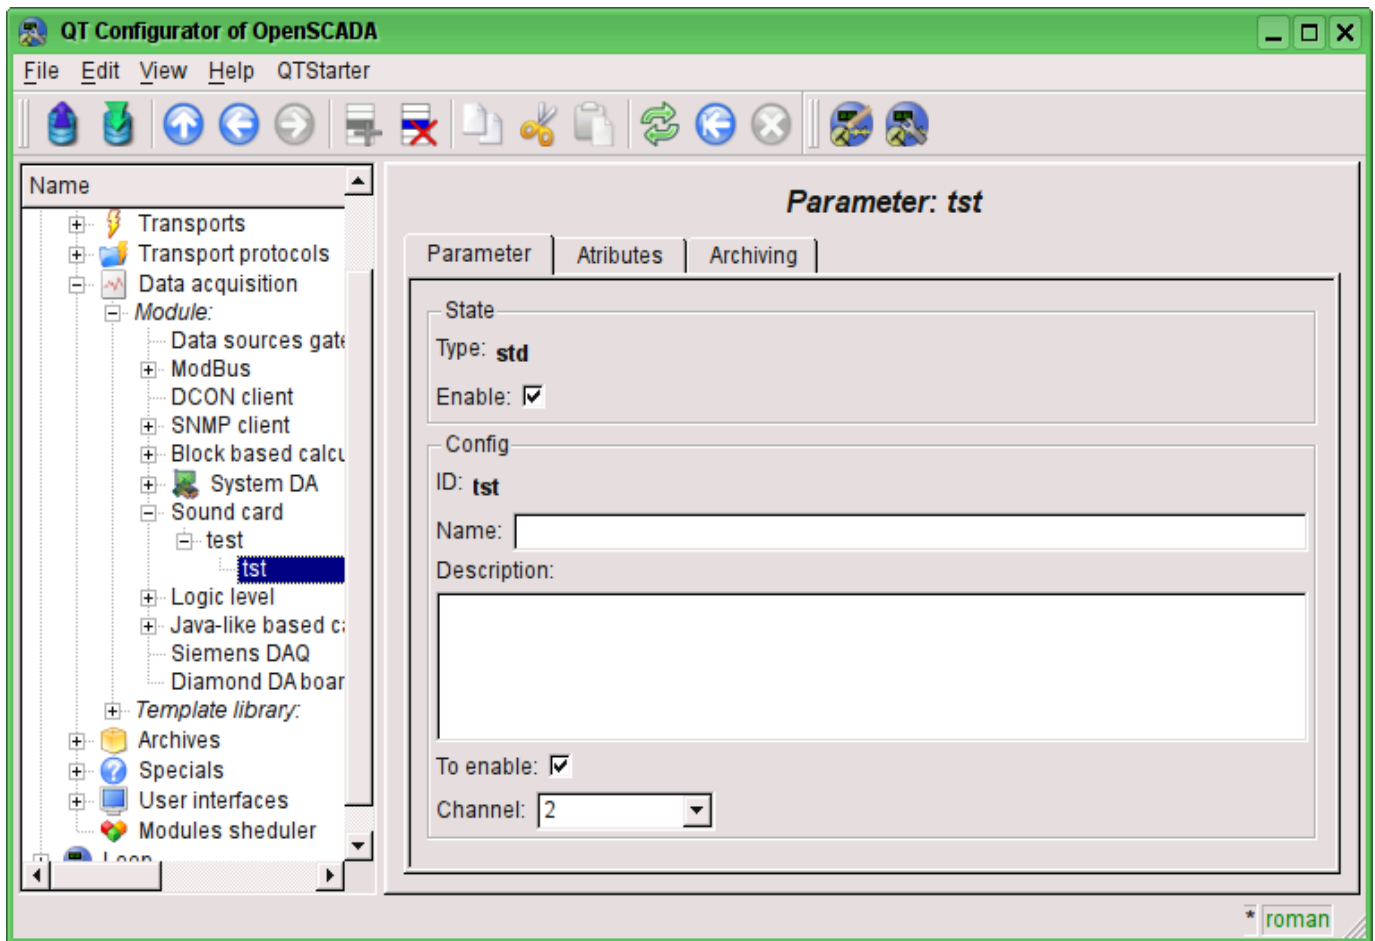 QT Configurator of OpenSCADA
File Edit View Help QTStarter
Name
Transports
Transport protocols
Data acquisition
Module:
Data sources gate
ModBus
DCON client
SNMP client
Block based calcu
System DA
Sound card
test
tst
Logic level
Java-like based ca
Siemens DAQ
Diamond DA boar
Template library:
Archives
Specials
User interfaces
Modules sheduler
Loop
Parameter: tst
Parameter Atributes Archiving
State
Type: std
Enable:
Config
ID: tst
Name:
Description:
To enable:
Channel: 2
* roman